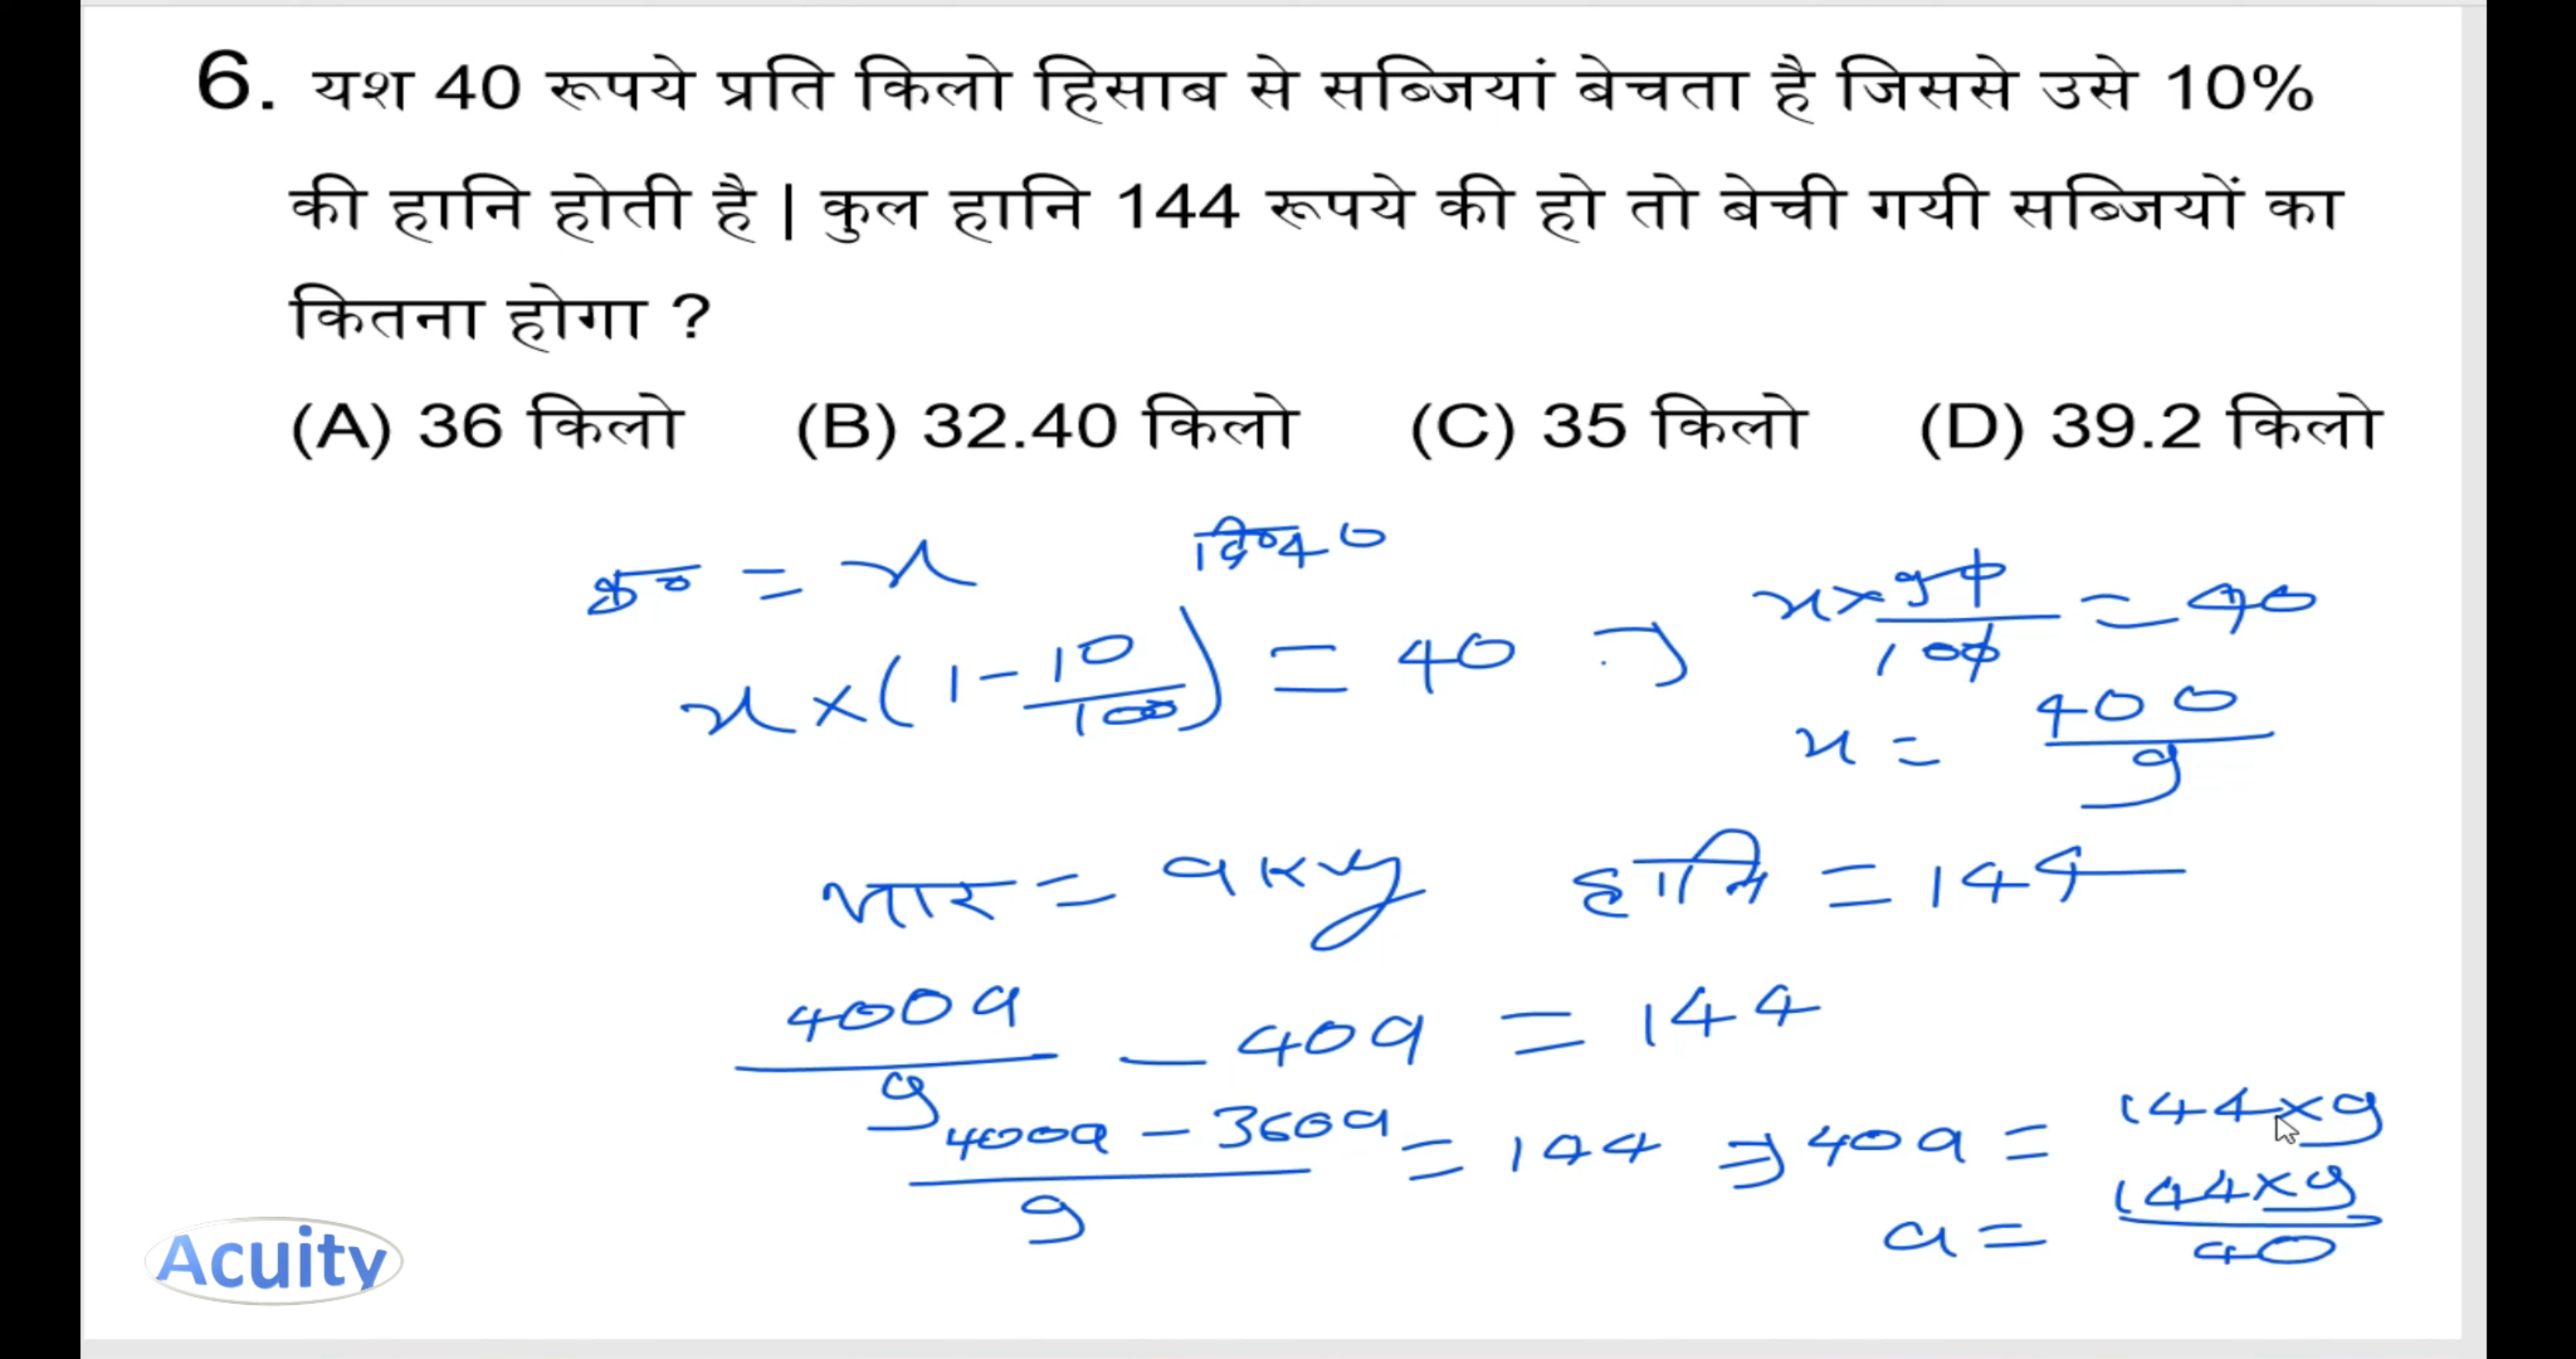 6. यश 40 रूपये प्रति किलो हिसाब से सब्जियां बेचता है जिससे उसे 10%
की हानि होती है | कुल हानि 144 रूपये की हो तो बेची गयी सब्जियों का
कितना होगा ?
(A) 36 किलो (B) 32.40 किलो (C) 35 किलो (D) 39.2 किलो
क्र० = x वि० 40
x × (1 - 10/100) = 40 ⇒ x × 90/100 = 40
x = 400/9
भार = a kg हानि = 144
400a/9 - 40a = 144
(400a - 360a)/9 = 144 ⇒ 40a = 144×9
a = 144×9/40
Acuity